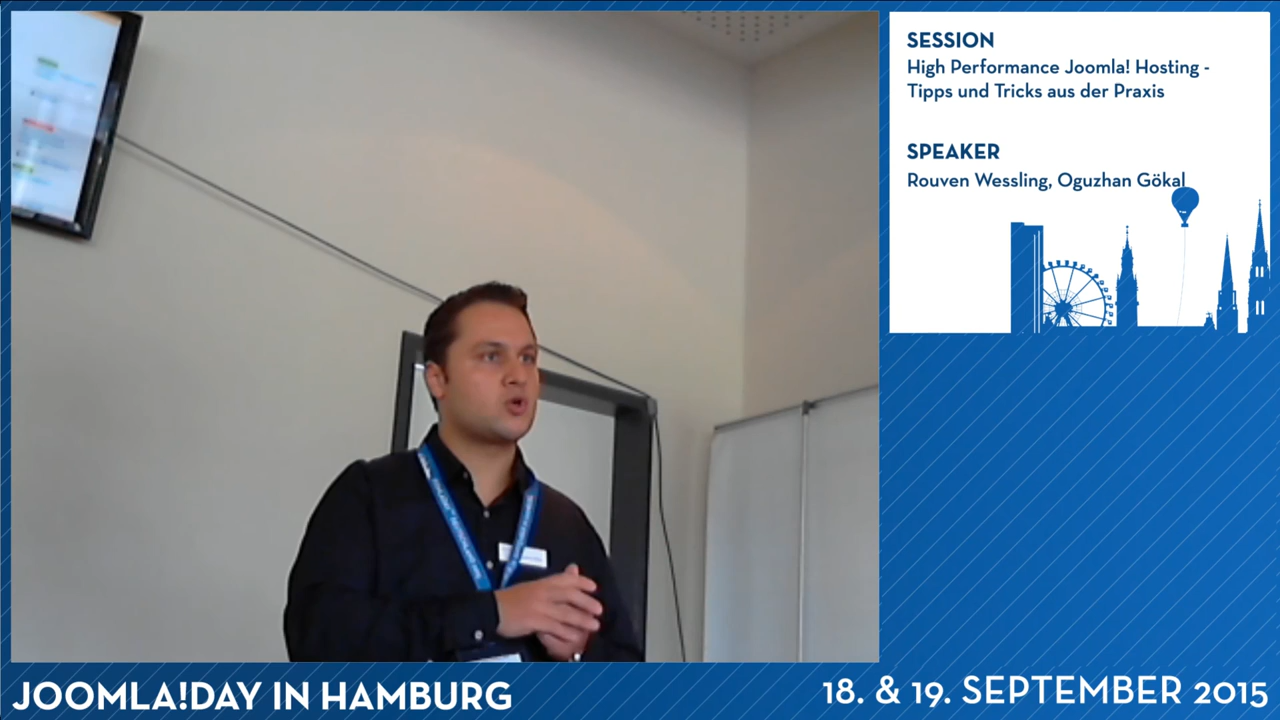 SESSION
High Performance Joomla! Hosting -
Tipps und Tricks aus der Praxis
SPEAKER
Rouven Wessling, Oguzhan Gökal
JOOMLA!DAY IN HAMBURG
18. & 19. SEPTEMBER 2015